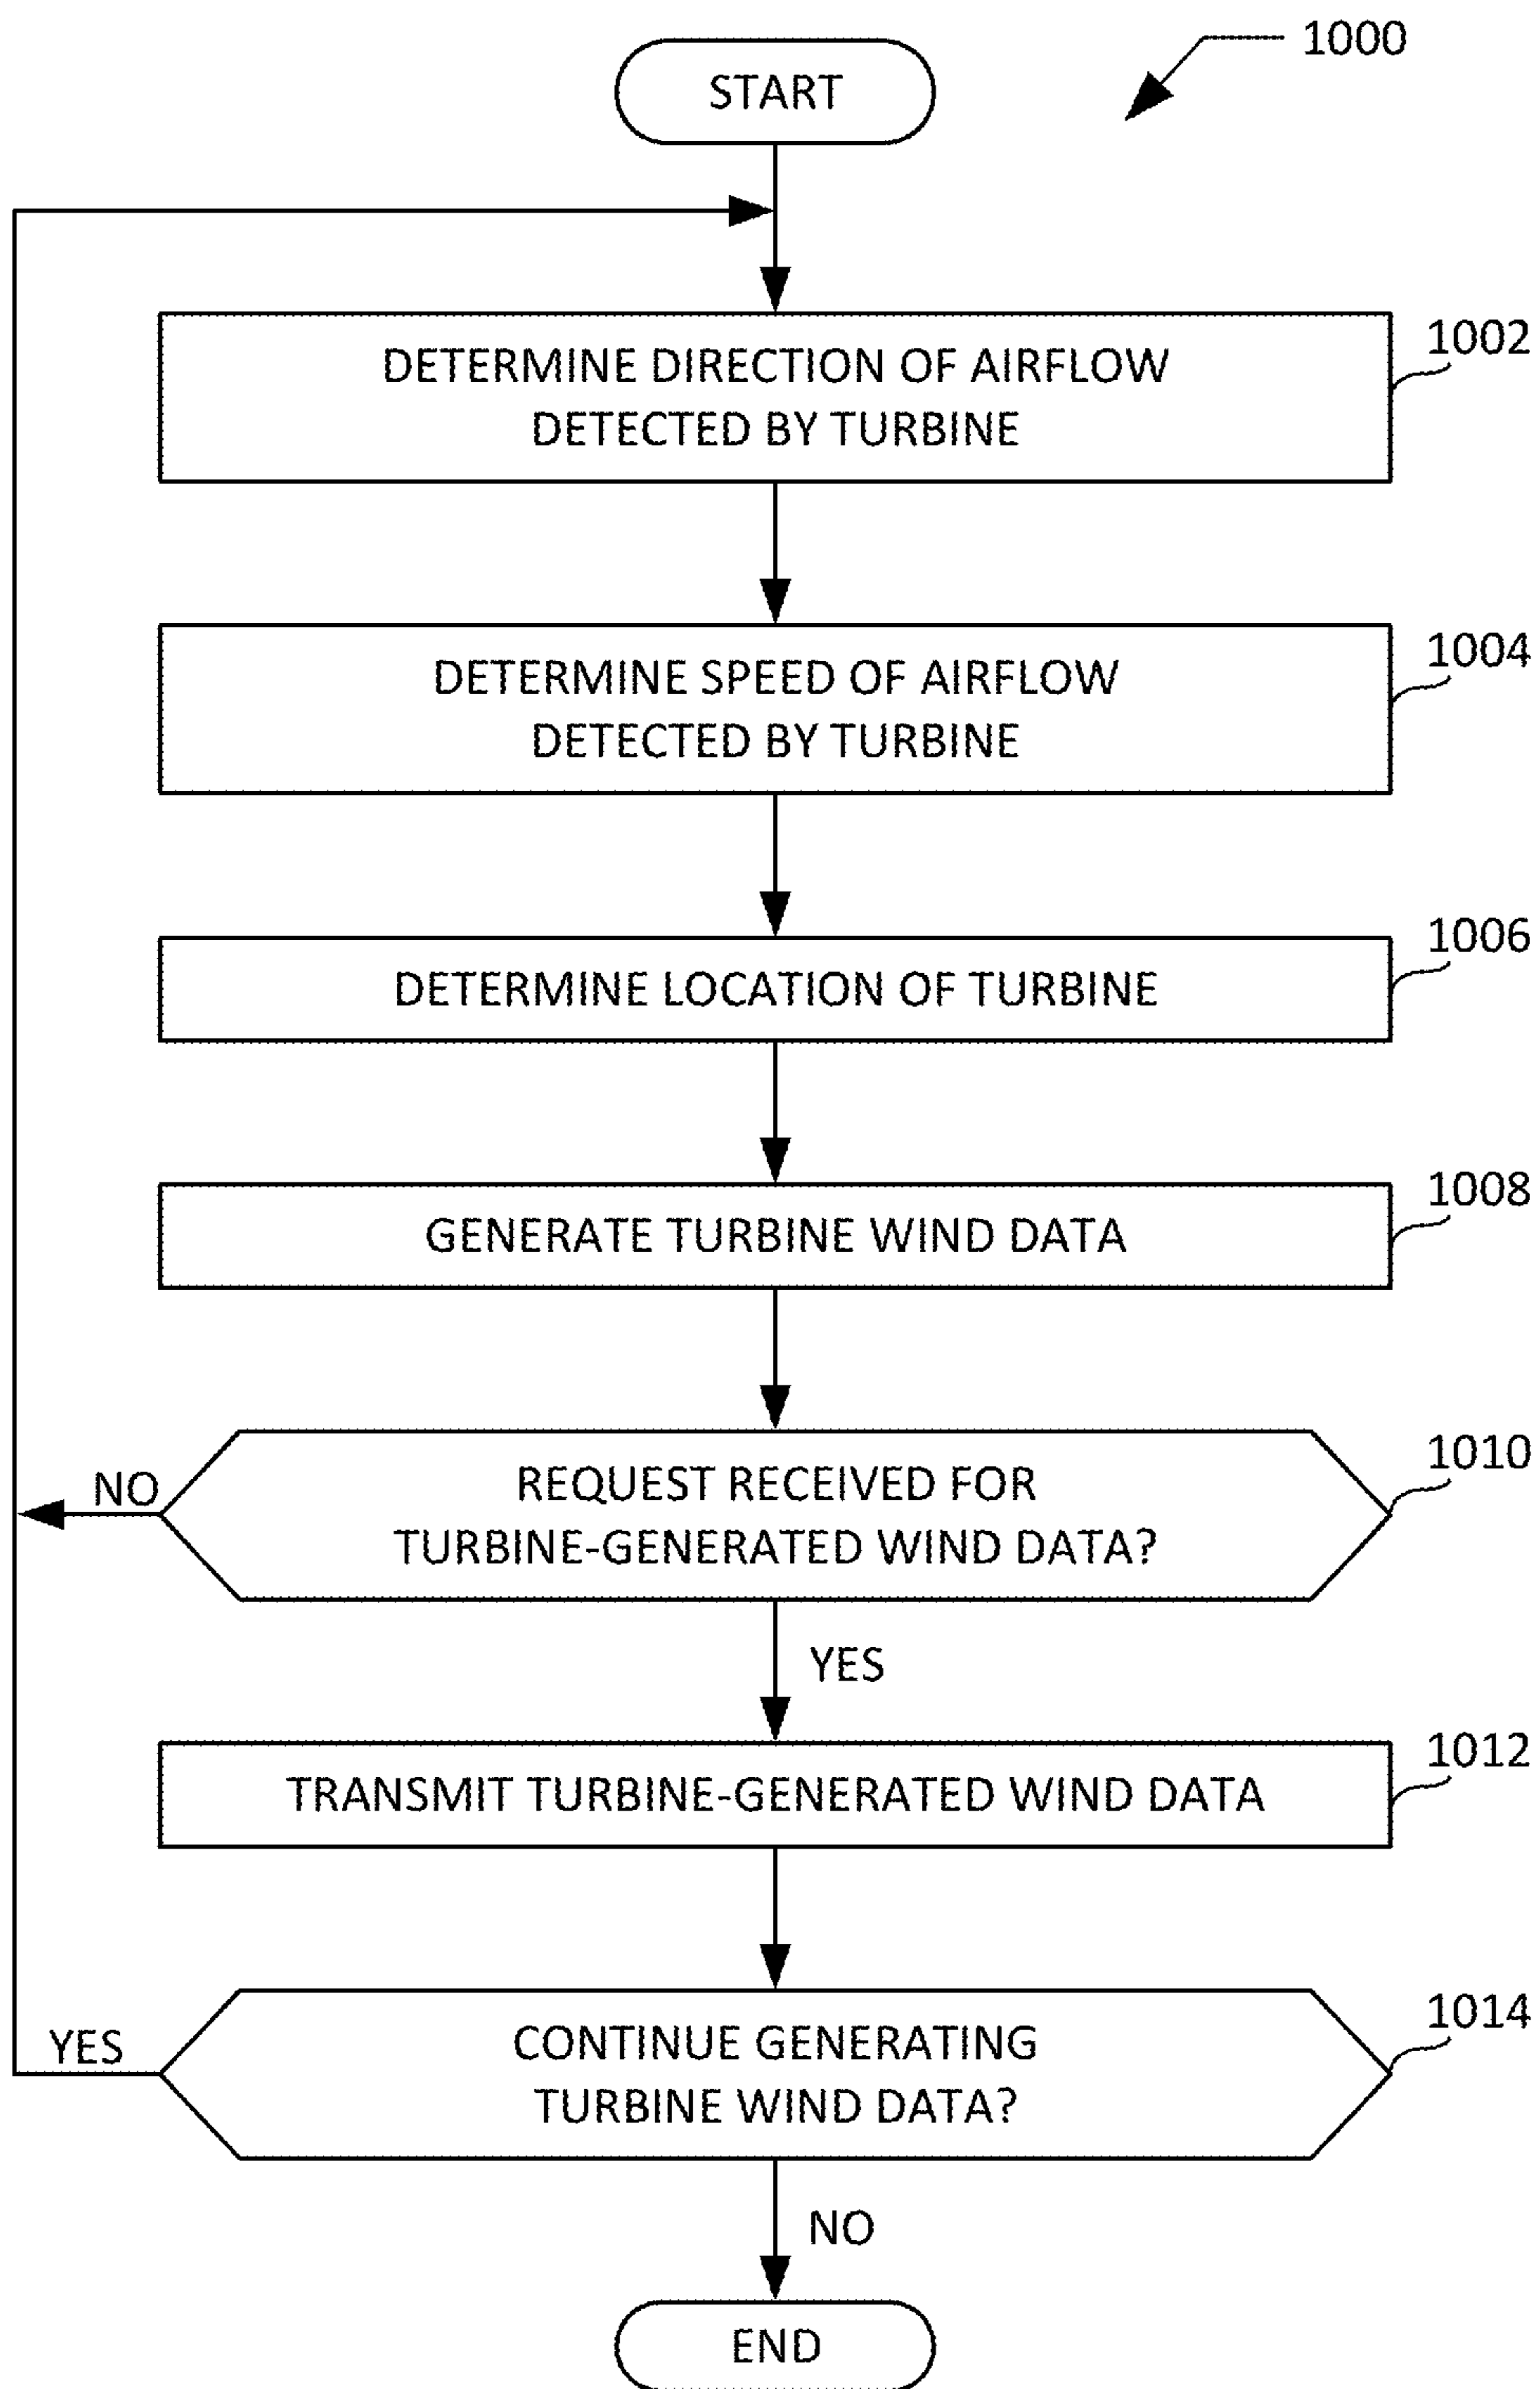 1000
START
DETERMINE DIRECTION OF AIRFLOW
DETECTED BY TURBINE
1002
DETERMINE SPEED OF AIRFLOW
DETECTED BY TURBINE
1004
DETERMINE LOCATION OF TURBINE
1006
GENERATE TURBINE WIND DATA
1008
REQUEST RECEIVED FOR
TURBINE-GENERATED WIND DATA?
1010
NO
YES
TRANSMIT TURBINE-GENERATED WIND DATA
1012
CONTINUE GENERATING
TURBINE WIND DATA?
1014
YES
NO
END